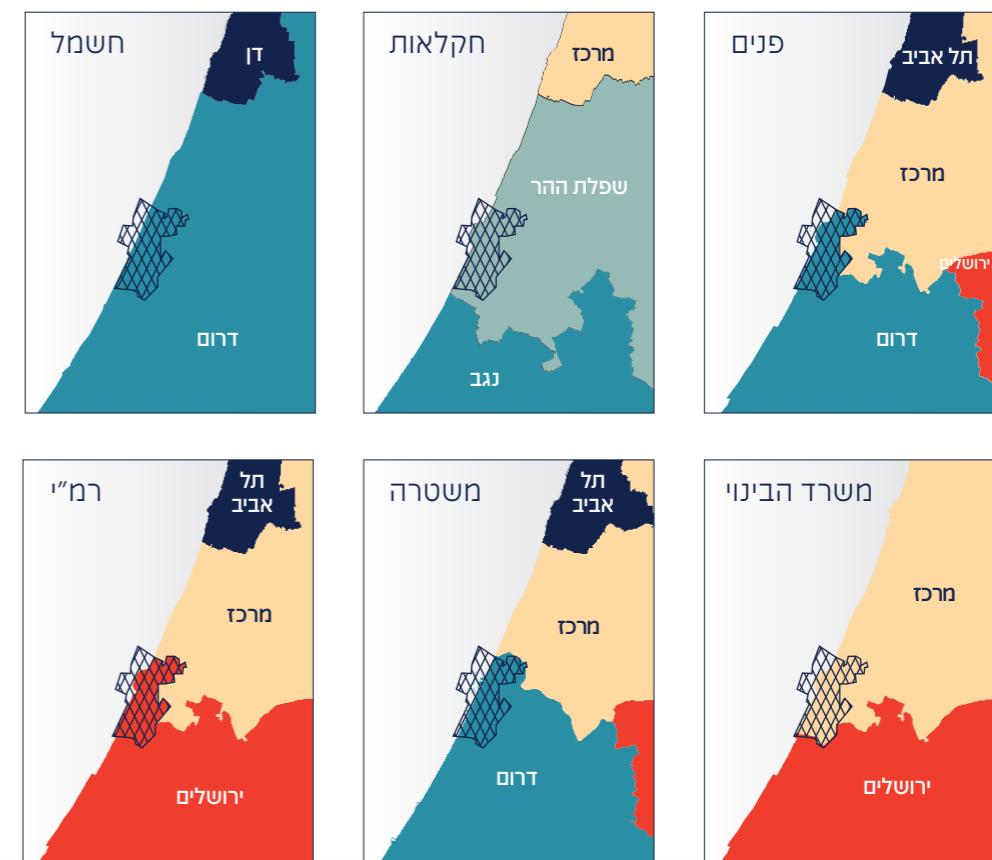 פנים
תל אביב
מרכז
ירושלים
דרום
חקלאות
מרכז
שפלת ההר
נגב
חשמל
דן
דרום
משרד הבינוי
מרכז
ירושלים
משטרה
תל
אביב
מרכז
דרום
רמ״י
תל
אביב
מרכז
ירושלים